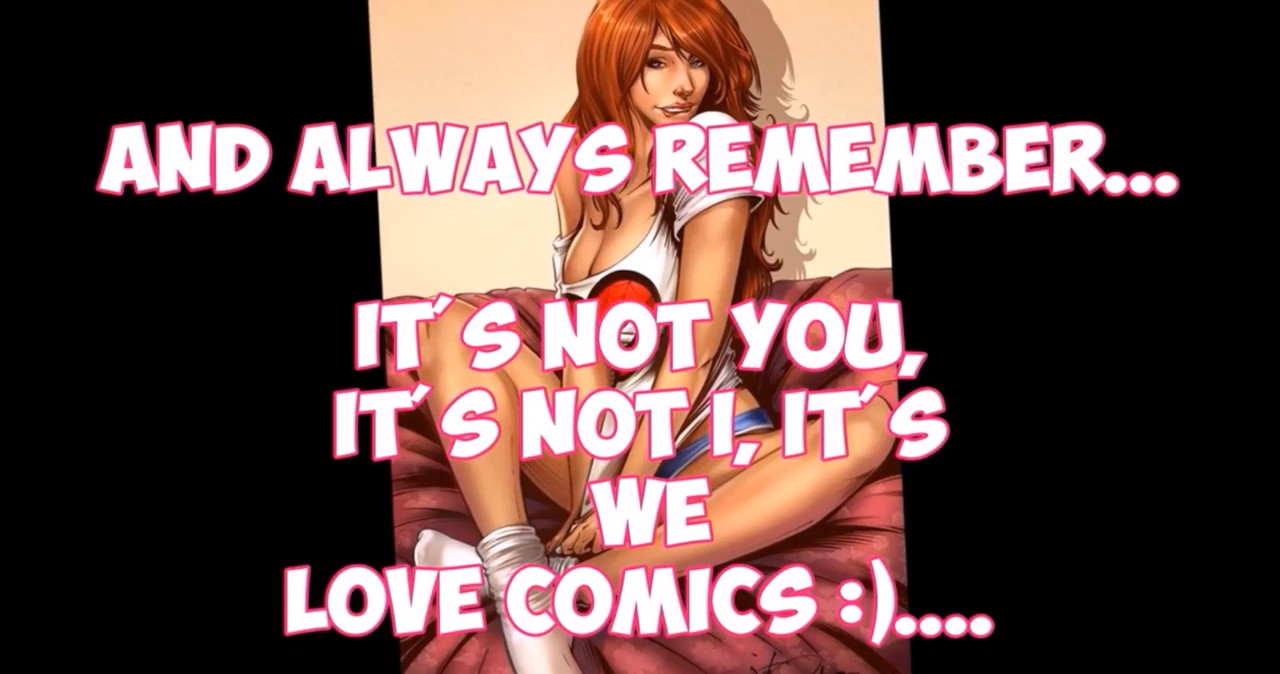 AND ALWAYS REMEMBER...
IT´S NOT YOU,
IT´S NOT I, IT´S
WE
LOVE COMICS :)....